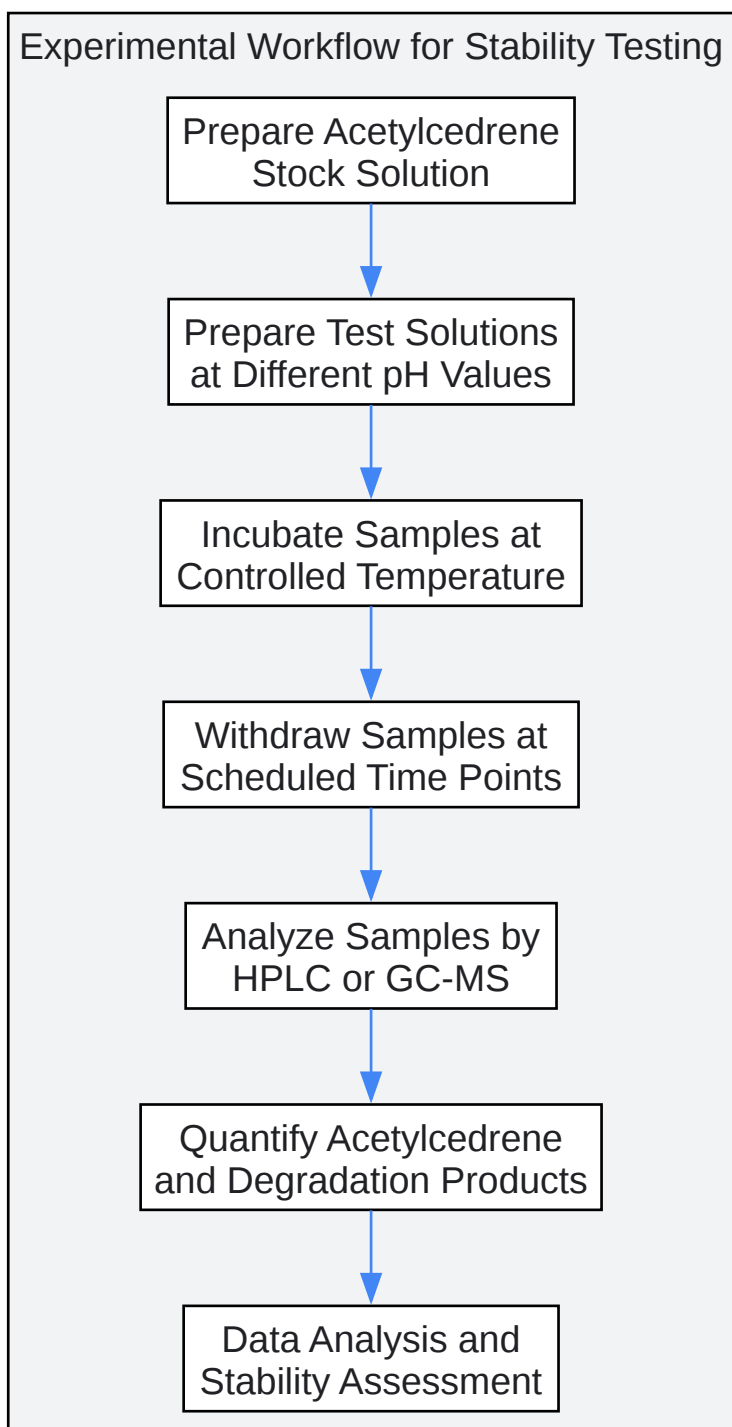 Experimental Workflow for Stability Testing
Prepare Acetylcedrene
Stock Solution
Prepare Test Solutions
at Different pH Values
Incubate Samples at
Controlled Temperature
Withdraw Samples at
Scheduled Time Points
Analyze Samples by
HPLC or GC-MS
Quantify Acetylcedrene
and Degradation Products
Data Analysis and
Stability Assessment